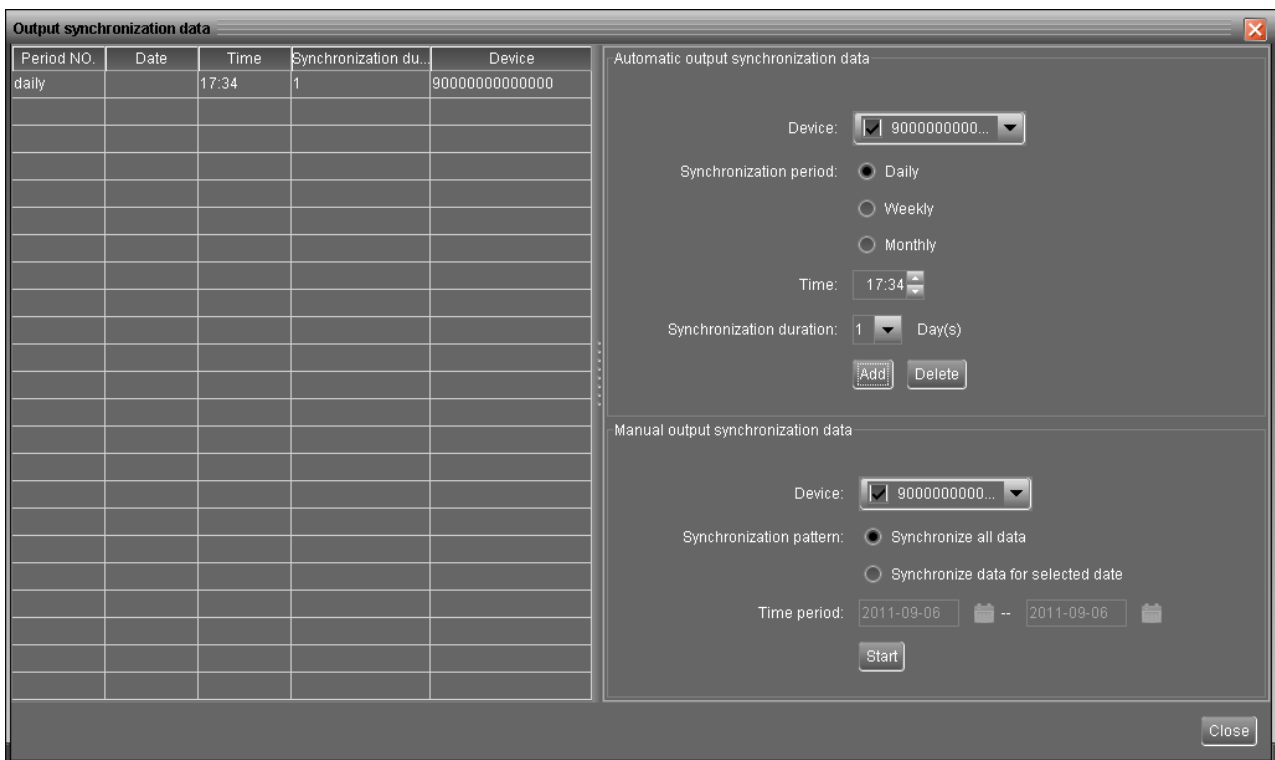 Output synchronization data
Period NO. Date Time Synchronization du... Device
daily 17:34 1 90000000000000
Automatic output synchronization data
Device: 9000000000...
Synchronization period: Daily
Weekly
Monthly
Time: 17:34
Synchronization duration: 1 Day(s)
Add Delete
Manual output synchronization data
Device: 9000000000...
Synchronization pattern: Synchronize all data
Synchronize data for selected date
Time period: 2011-09-06 -- 2011-09-06
Start
Close